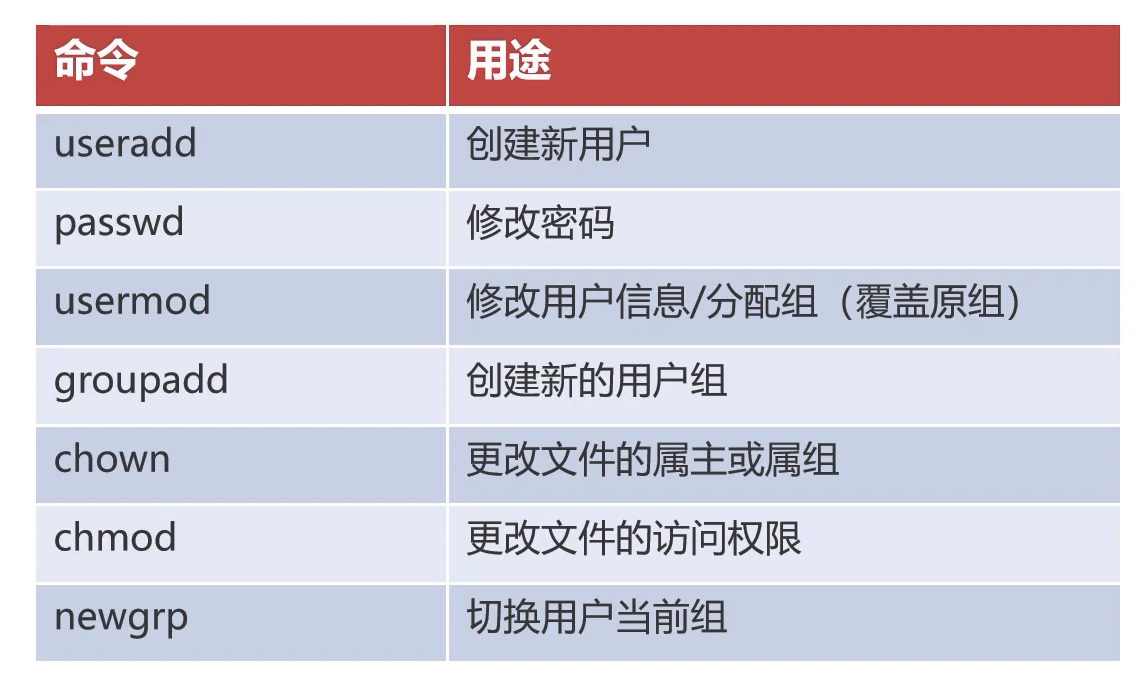 命令 用途
useradd 创建新用户
passwd 修改密码
usermod 修改用户信息/分配组（覆盖原组）
groupadd 创建新的用户组
chown 更改文件的属主或属组
chmod 更改文件的访问权限
newgrp 切换用户当前组